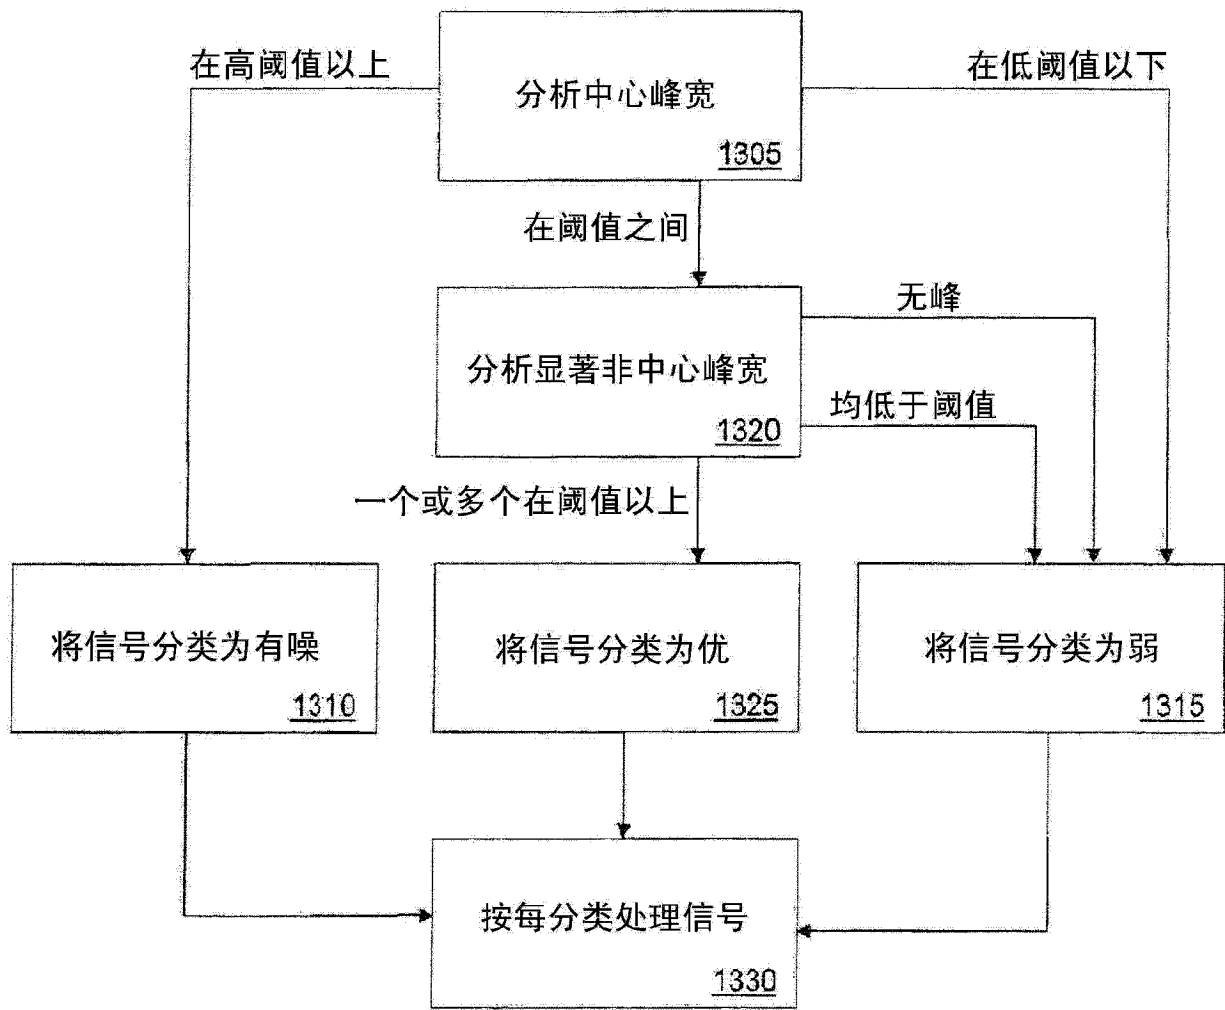 在高阈值以上
在低阈值以下
分析中心峰宽
1305
在阈值之间
无峰
分析显著非中心峰宽
1320
均低于阈值
一个或多个在阈值以上
将信号分类为有噪
1310
将信号分类为优
1325
将信号分类为弱
1315
按每分类处理信号
1330